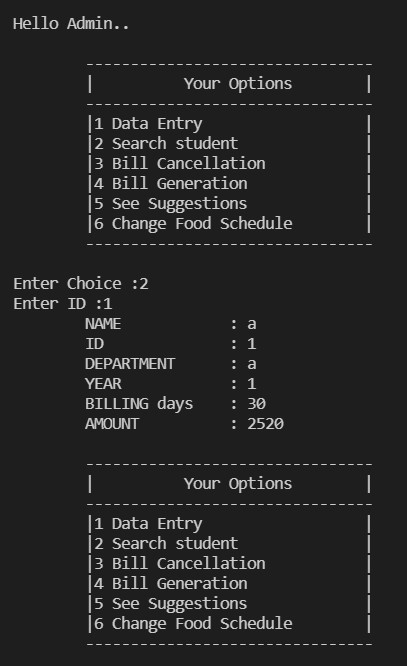 Hello Admin..
-------------------------------
|          Your Options        |
-------------------------------
|1 Data Entry                  |
|2 Search student              |
|3 Bill Cancellation           |
|4 Bill Generation             |
|5 See Suggestions             |
|6 Change Food Schedule        |
-------------------------------
Enter Choice :2
Enter ID :1
NAME            : a
ID              : 1
DEPARTMENT      : a
YEAR            : 1
BILLING days    : 30
AMOUNT          : 2520
-------------------------------
|          Your Options        |
-------------------------------
|1 Data Entry                  |
|2 Search student              |
|3 Bill Cancellation           |
|4 Bill Generation             |
|5 See Suggestions             |
|6 Change Food Schedule        |
-------------------------------